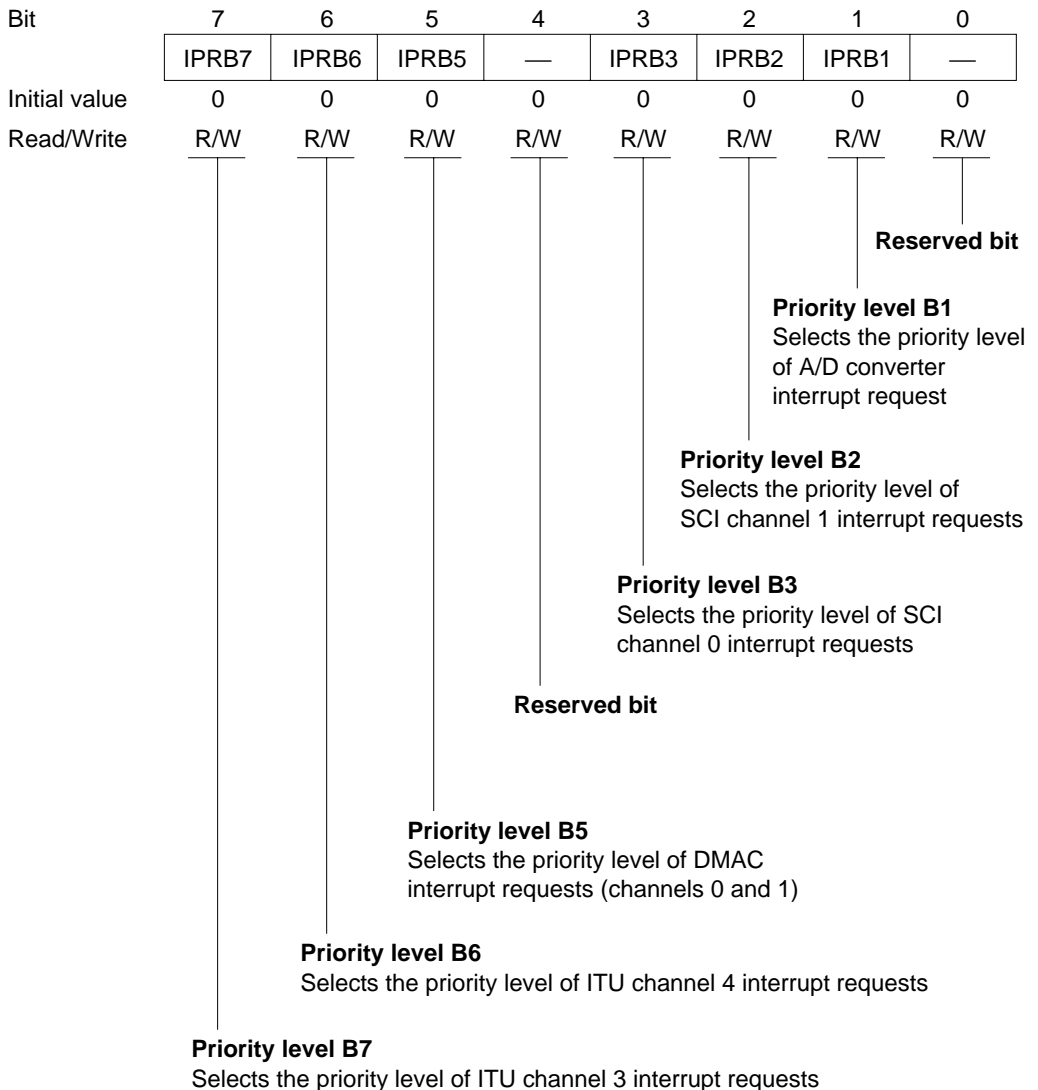 Bit 7 6 5 4 3 2 1 0
IPRB7 IPRB6 IPRB5 — IPRB3 IPRB2 IPRB1 —
Initial value 0 0 0 0 0 0 0 0
Read/Write R/W R/W R/W R/W R/W R/W R/W R/W
Reserved bit
Priority level B1
Selects the priority level
of A/D converter
interrupt request
Priority level B2
Selects the priority level of
SCI channel 1 interrupt requests
Priority level B3
Selects the priority level of SCI
channel 0 interrupt requests
Reserved bit
Priority level B5
Selects the priority level of DMAC
interrupt requests (channels 0 and 1)
Priority level B6
Selects the priority level of ITU channel 4 interrupt requests
Priority level B7
Selects the priority level of ITU channel 3 interrupt requests